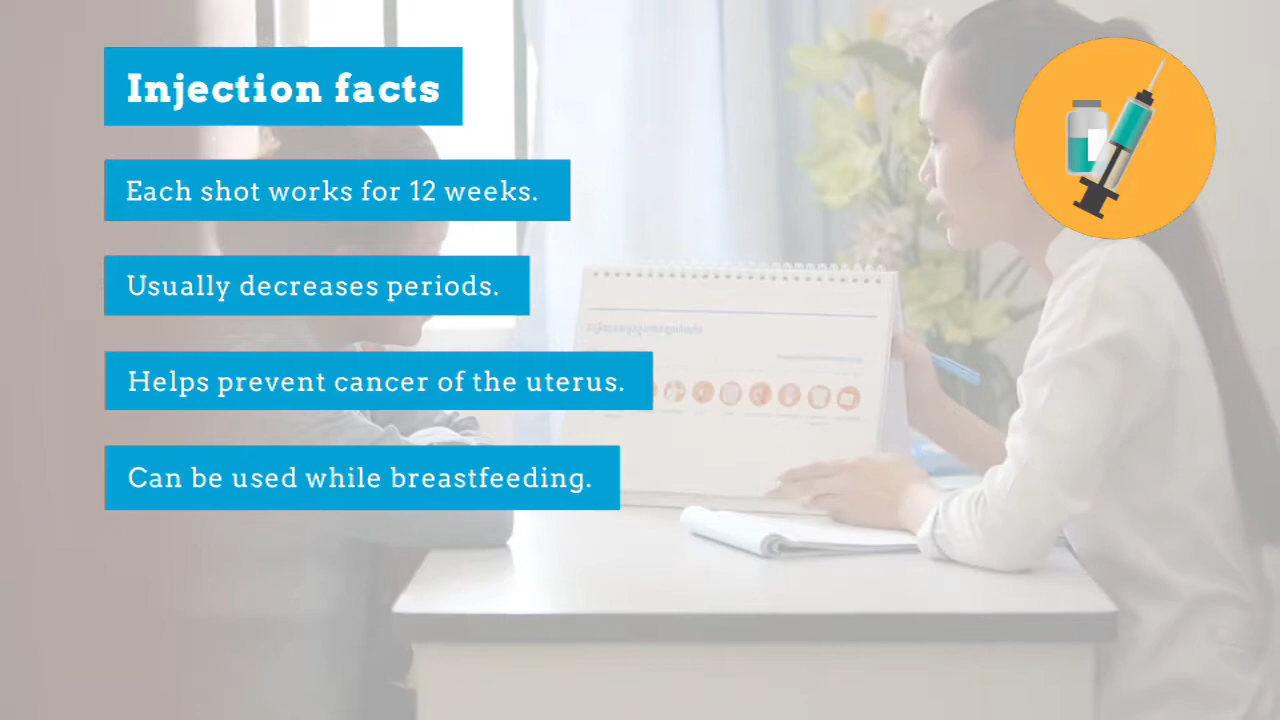 Injection facts
Each shot works for 12 weeks.
Usually decreases periods.
Helps prevent cancer of the uterus.
Can be used while breastfeeding.